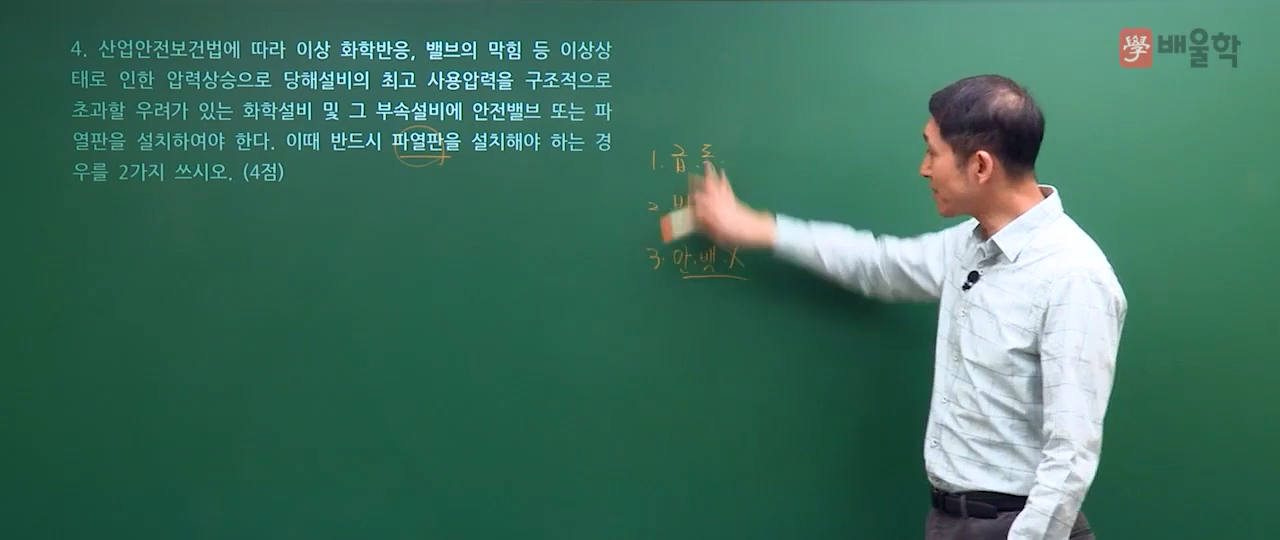 學 배울학
4. 산업안전보건법에 따라 이상 화학반응, 밸브의 막힘 등 이상상
태로 인한 압력상승으로 당해설비의 최고 사용압력을 구조적으로
초과할 우려가 있는 화학설비 및 그 부속설비에 안전밸브 또는 파
열판을 설치하여야 한다. 이때 반드시 파열판을 설치해야 하는 경
우를 2가지 쓰시오. (4점)
1. 급.
2.
3. 안.